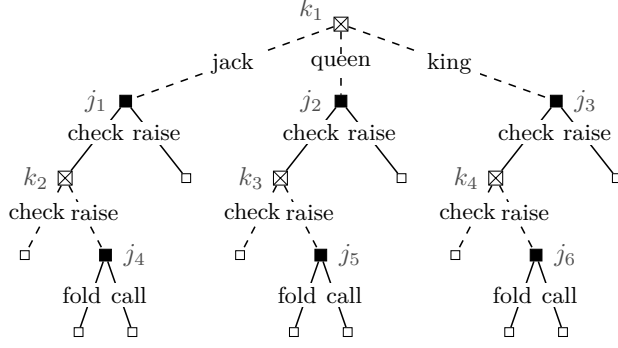 k1
jack queen king
j1 j2 j3
check raise check raise check raise
k2 k3 k4
check raise check raise check raise
j4 j5 j6
fold call fold call fold call